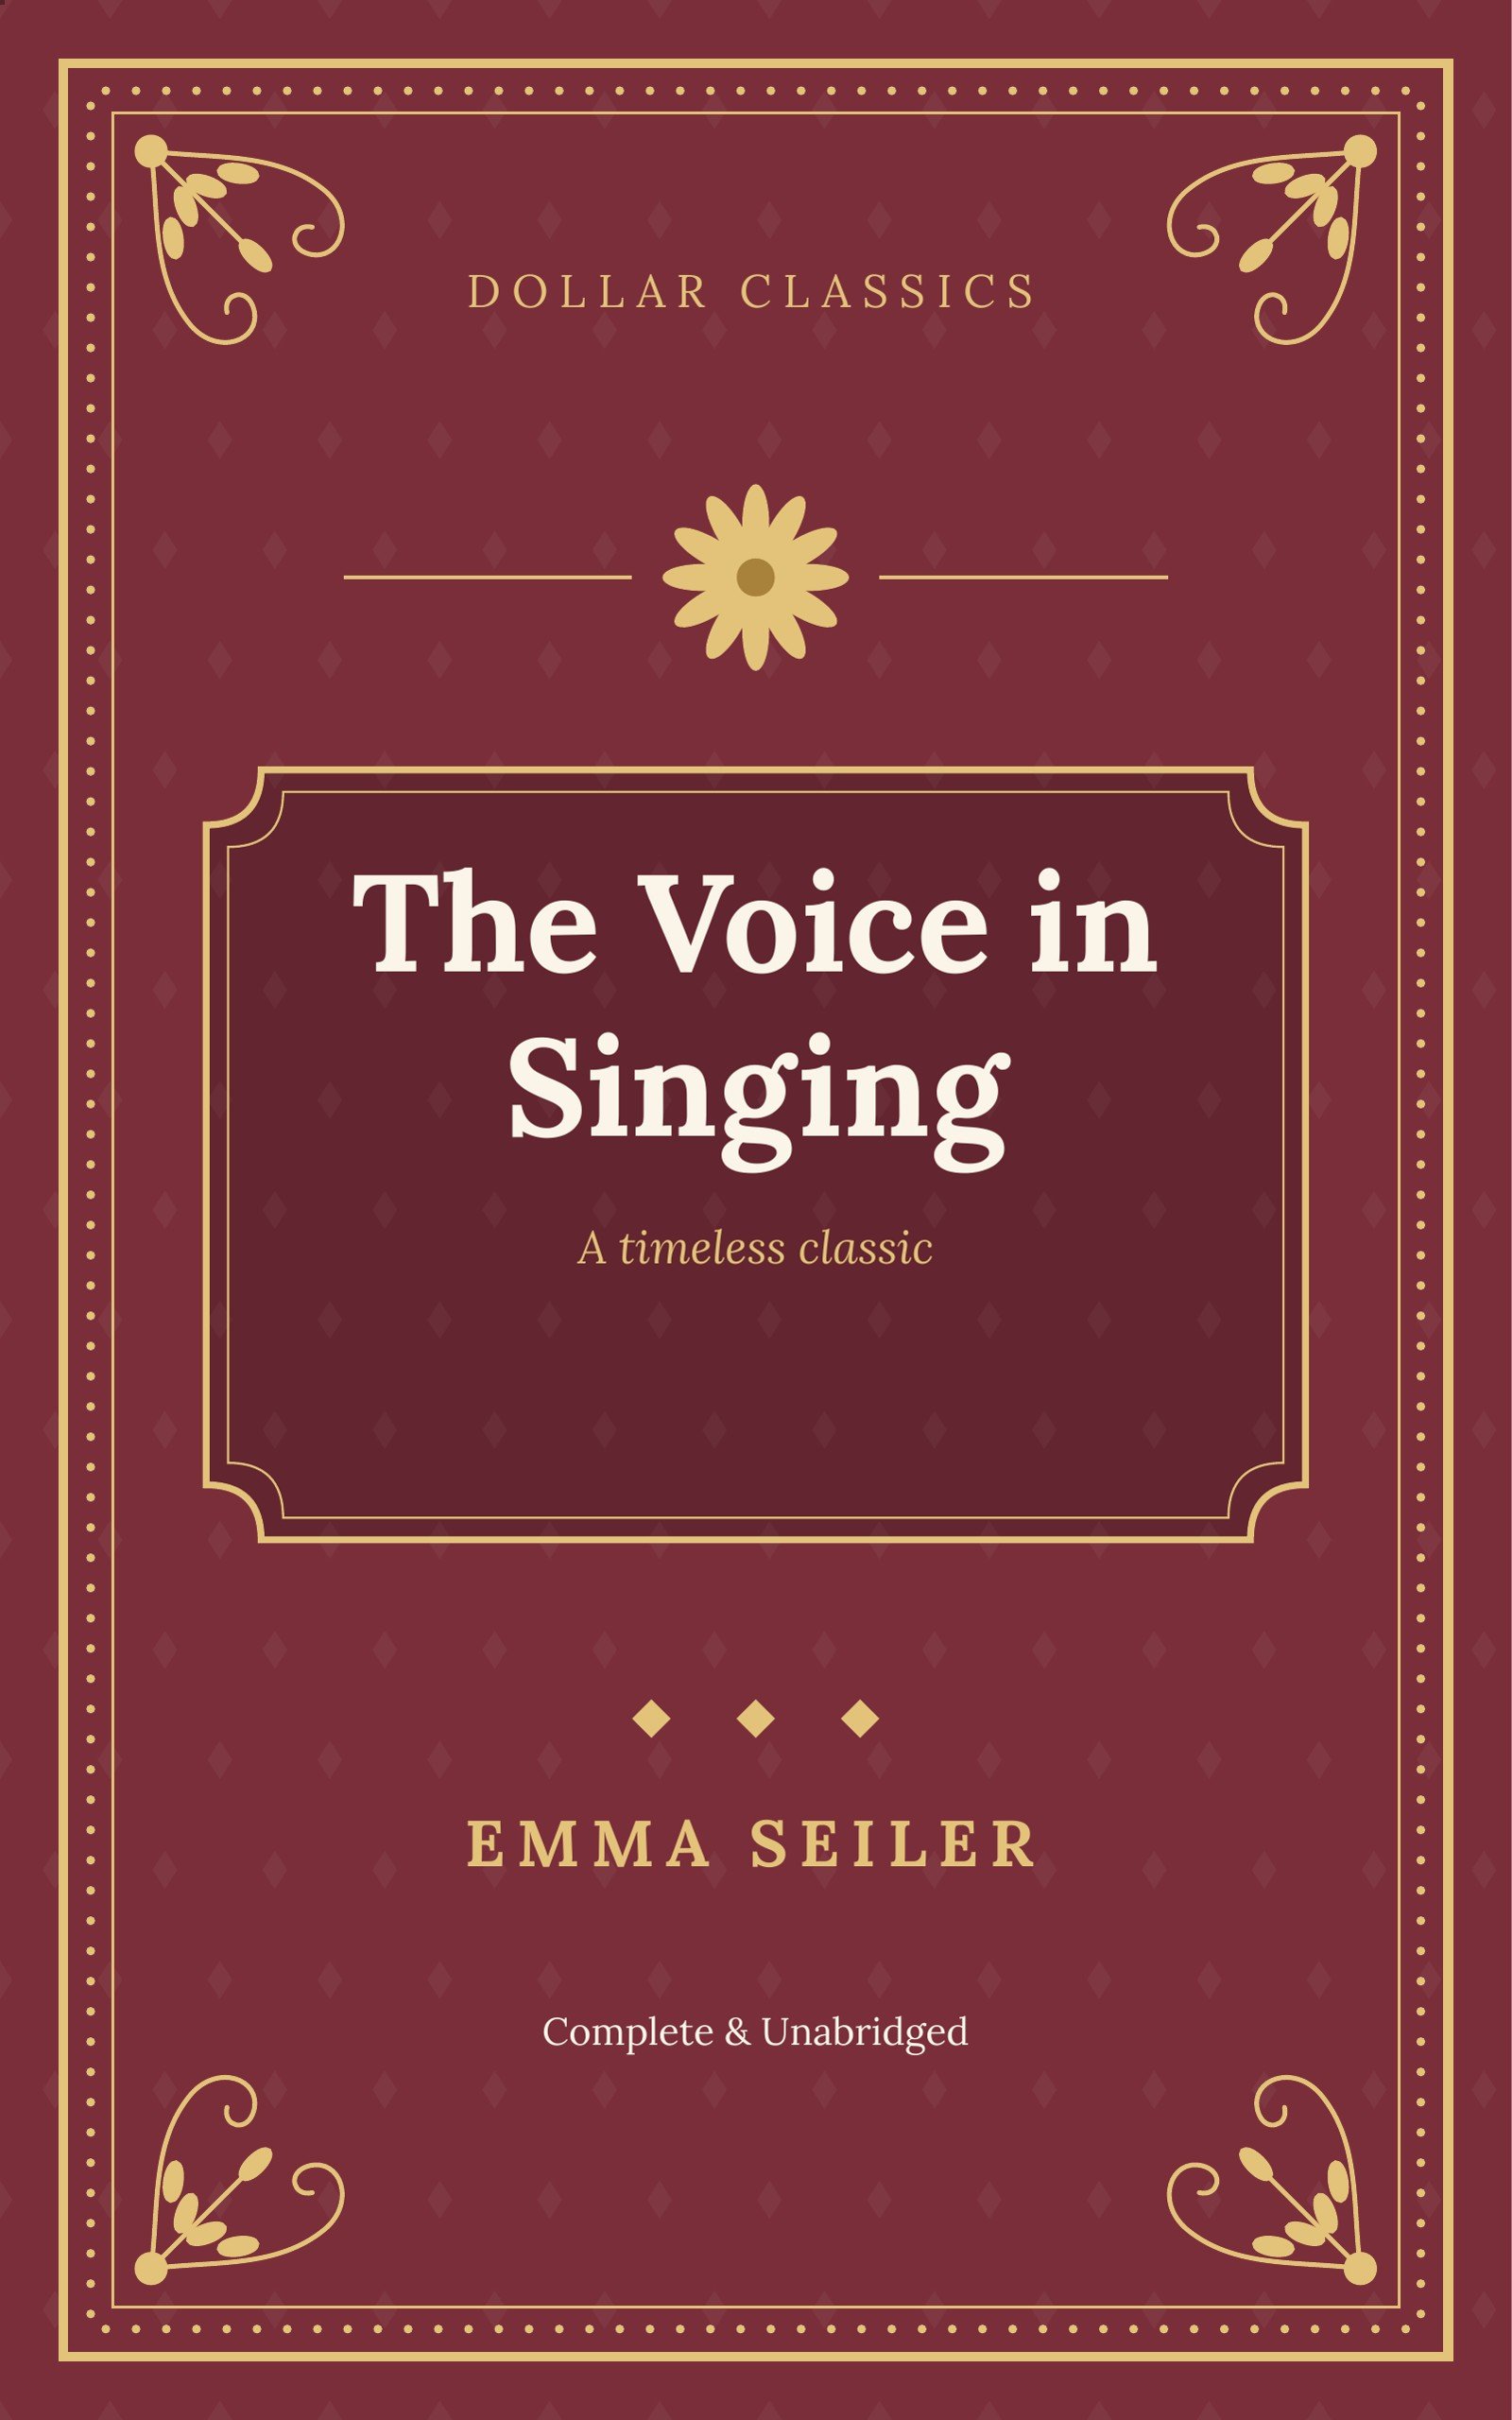 DOLLAR CLASSICS
The Voice in
Singing
A timeless classic
EMMA SEILER
Complete & Unabridged